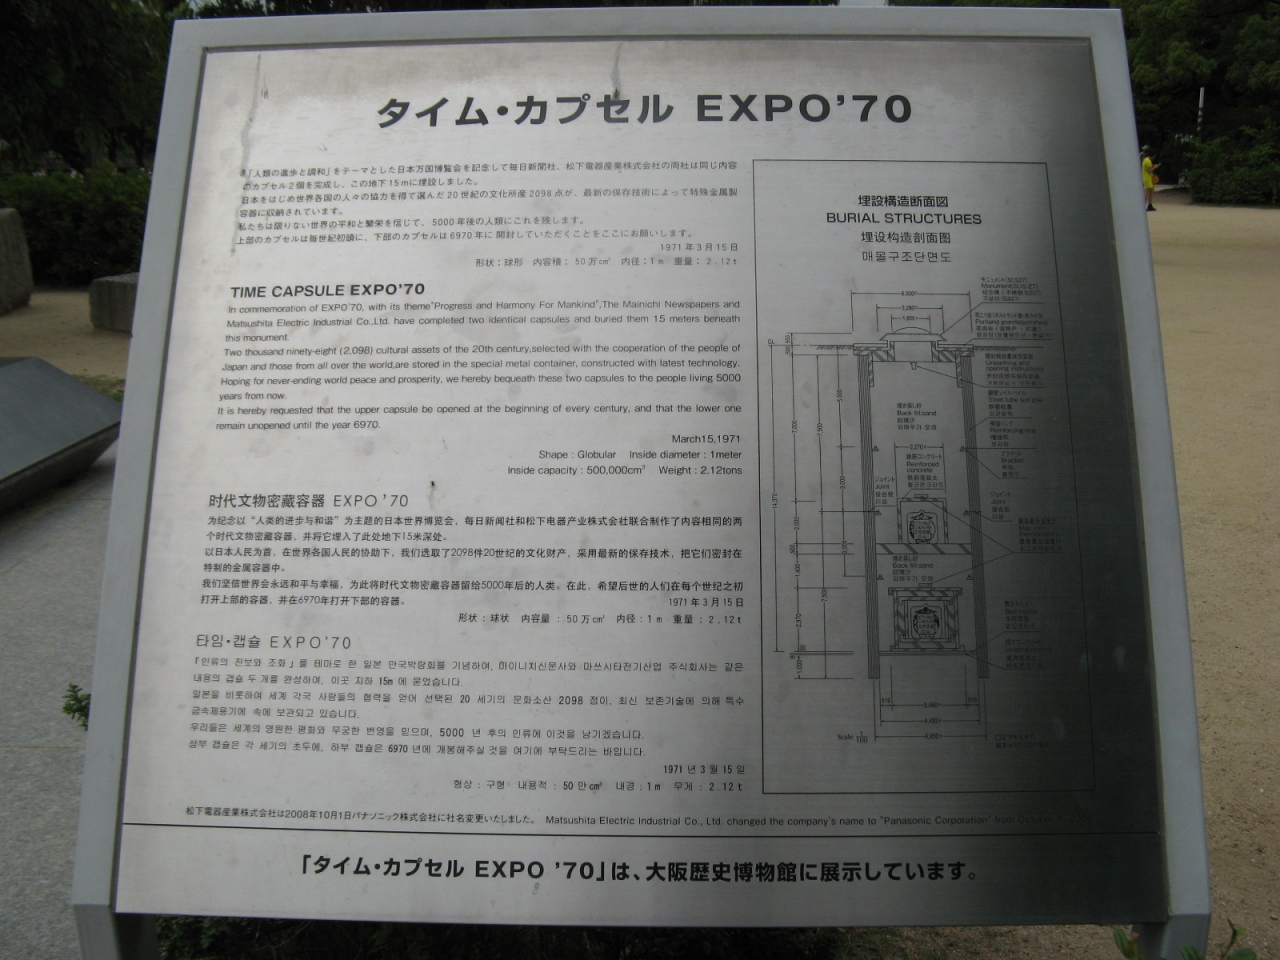 タイム・カプセル EXPO'70
「人類の進歩と調和」をテーマとした日本万国博覧会を記念して毎日新聞社、松下電器産業株式会社の両社は同じ内容
のカプセル2個を完成し、この地下15mに埋設しました。
日本をはじめ世界各国の人々の協力を得て選んだ20世紀の文化所産2098点が、最新の保存技術によって特殊金属製
容器に収納されています。
私たちは限りない世界の平和と繁栄を信じて、5000年後の人類にこれを残します。
上部のカプセルは毎世紀初頭に、下部のカプセルは6970年に開封していただくことをここにお願いします。
1971年3月15日
形状：球形 内容積：50万cm³ 内径：1m 重量：2.12t
TIME CAPSULE EXPO'70
In commemoration of EXPO'70, with its theme"Progress and Harmony For Mankind",The Mainichi Newspapers and
Matsushita Electric Industrial Co.,Ltd. have completed two identical capsules and buried them 15 meters beneath
this monument.
Two thousand ninety-eight (2,098) cultural assets of the 20th century,selected with the cooperation of the people of
Japan and those from all over the world,are stored in the special metal container, constructed with latest technology.
Hoping for never-ending world peace and prosperity, we hereby bequeath these two capsules to the people living 5000
years from now.
It is hereby requested that the upper capsule be opened at the beginning of every century, and that the lower one
remain unopened until the year 6970.
March15,1971
Shape : Globular Inside diameter : 1meter
Inside capacity : 500,000cm³ Weight : 2.12tons
时代文物密藏容器 EXPO '70
为纪念以“人类的进步与和谐”为主题的日本世界博览会，每日新闻社和松下电器产业株式会社联合制作了内容相同的两
个时代文物密藏容器，并将它埋入了此处地下15米深处。
以日本人民为首，在世界各国人民的协助下，我们选取了2098件20世纪的文化财产，采用最新的保存技术，把它们密封在
特制的金属容器中。
我们坚信世界会永远和平与幸福，为此将时代文物密藏容器留给5000年后的人类。在此，希望后世的人们在每个世纪之初
打开上部的容器，并在6970年打开下部的容器。
1971年3月15日
形状：球状 内容量：50万cm³ 内径：1m 重量：2.12t
타임·캡슐 EXPO'70
「인류의 진보와 조화」를 테마로 한 일본 만국박람회를 기념하여, 마이니치신문사와 마쓰시타전기산업 주식회사는 같은
내용의 캡슐 두 개를 완성하여, 이곳 지하 15m 에 묻었습니다.
일본을 비롯하여 세계 각국 사람들의 협력을 얻어 선택된 20 세기의 문화소산 2098 점이, 최신 보존기술에 의해 특수
금속제용기에 속에 보관되고 있습니다.
우리들은 세계의 영원한 평화와 무궁한 번영을 믿으며, 5000 년 후의 인류에 이것을 남기겠습니다.
상부 캡슐은 각 세기의 초두에, 하부 캡슐은 6970년에 개봉해주실 것을 여기에 부탁드리는 바입니다.
1971년 3월 15일
형상 : 구형 내용적 : 50만cm³ 내경 : 1m 무게 : 2.12t
埋設構造断面図
BURIAL STRUCTURES
埋设构造剖面图
매몰구조단면도
埋め戻し砂
Back fill sand
鉄筋コンクリート
Reinforced
concrete
ジョイント
Joint
Back fill sand
Scale 1/100
松下電器産業株式会社は2008年10月1日パナソニック株式会社に社名変更いたしました。 Matsushita Electric Industrial Co., Ltd. changed the company's name to "Panasonic Corporation" from October
「タイム・カプセル EXPO '70」は、大阪歴史博物館に展示しています。